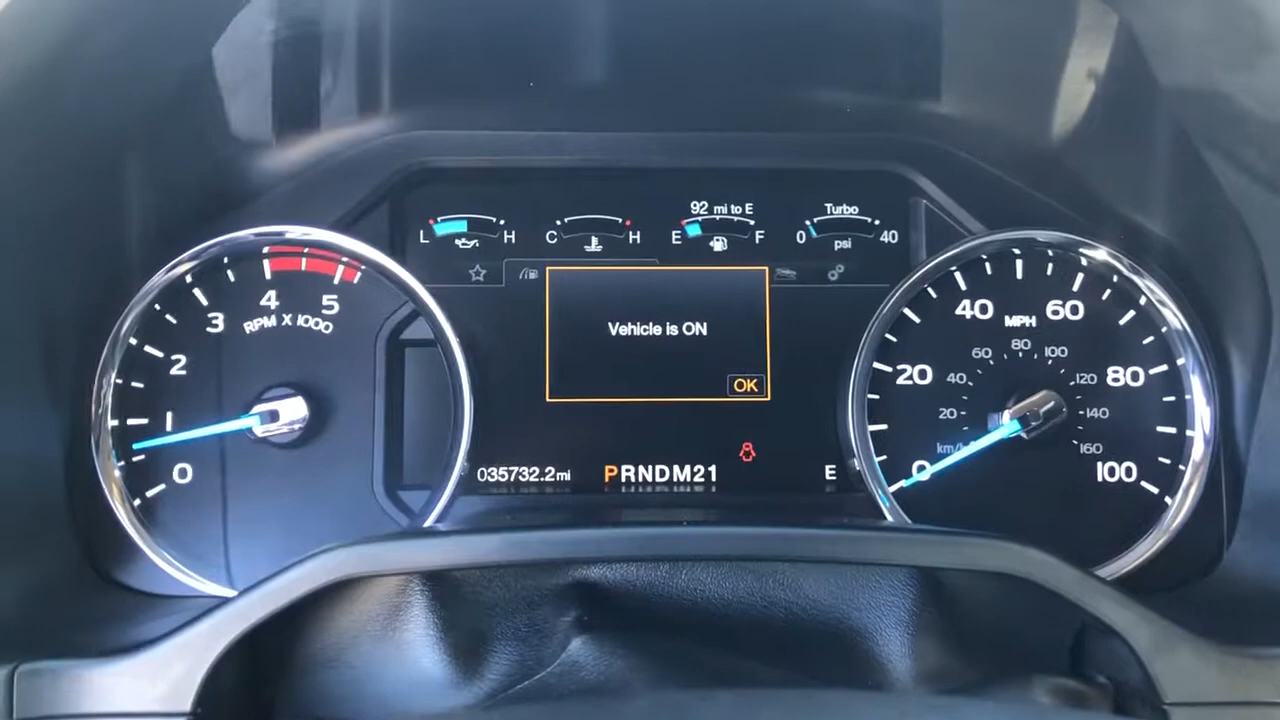 92 mi to E
Turbo
L H
C H
E F
0 40
psi
0
1
2
3
4
5
RPM X 1000
Vehicle is ON
OK
035732.2mi
PRNDM21
E
0
20
40
60
80
100
MPH
20
40
60
80
100
120
140
160
km/h